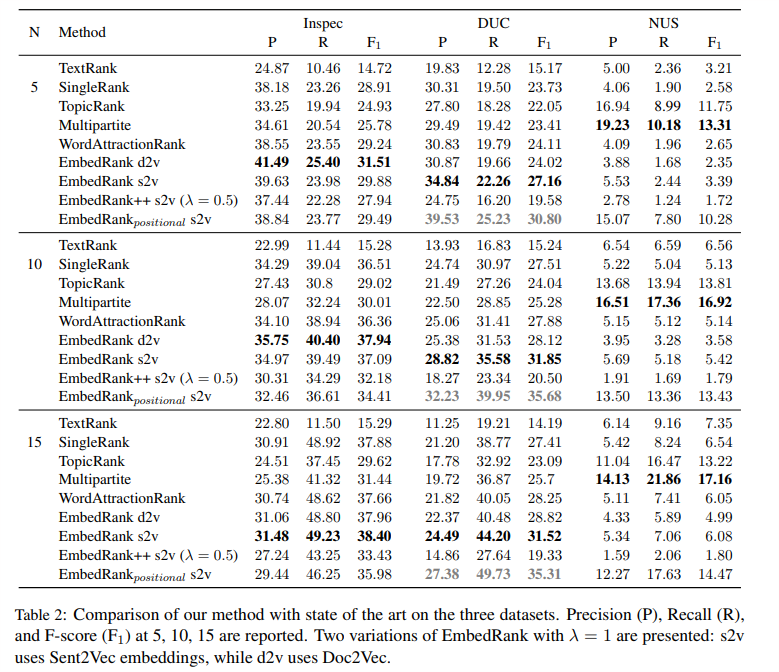 N Method Inspec DUC NUS
P R F1 P R F1 P R F1
TextRank 24.87 10.46 14.72 19.83 12.28 15.17 5.00 2.36 3.21
5 SingleRank 38.18 23.26 28.91 30.31 19.50 23.73 4.06 1.90 2.58
TopicRank 33.25 19.94 24.93 27.80 18.28 22.05 16.94 8.99 11.75
Multipartite 34.61 20.54 25.78 29.49 19.42 23.41 19.23 10.18 13.31
WordAttractionRank 38.55 23.55 29.24 30.83 19.79 24.11 4.09 1.96 2.65
EmbedRank d2v 41.49 25.40 31.51 30.87 19.66 24.02 3.88 1.68 2.35
EmbedRank s2v 39.63 23.98 29.88 34.84 22.26 27.16 5.53 2.44 3.39
EmbedRank++ s2v (λ = 0.5) 37.44 22.28 27.94 24.75 16.20 19.58 2.78 1.24 1.72
EmbedRankpositional s2v 38.84 23.77 29.49 39.53 25.23 30.80 15.07 7.80 10.28
TextRank 22.99 11.44 15.28 13.93 16.83 15.24 6.54 6.59 6.56
10 SingleRank 34.29 39.04 36.51 24.74 30.97 27.51 5.22 5.04 5.13
TopicRank 27.43 30.8 29.02 21.49 27.26 24.04 13.68 13.94 13.81
Multipartite 28.07 32.24 30.01 22.50 28.85 25.28 16.51 17.36 16.92
WordAttractionRank 34.10 38.94 36.36 25.06 31.41 27.88 5.15 5.12 5.14
EmbedRank d2v 35.75 40.40 37.94 25.38 31.53 28.12 3.95 3.28 3.58
EmbedRank s2v 34.97 39.49 37.09 28.82 35.58 31.85 5.69 5.18 5.42
EmbedRank++ s2v (λ = 0.5) 30.31 34.29 32.18 18.27 23.34 20.50 1.91 1.69 1.79
EmbedRankpositional s2v 32.46 36.61 34.41 32.23 39.95 35.68 13.50 13.36 13.43
TextRank 22.80 11.50 15.29 11.25 19.21 14.19 6.14 9.16 7.35
15 SingleRank 30.91 48.92 37.88 21.20 38.77 27.41 5.42 8.24 6.54
TopicRank 24.51 37.45 29.62 17.78 32.92 23.09 11.04 16.47 13.22
Multipartite 25.38 41.32 31.44 19.72 36.87 25.7 14.13 21.86 17.16
WordAttractionRank 30.74 48.62 37.66 21.82 40.05 28.25 5.11 7.41 6.05
EmbedRank d2v 31.06 48.80 37.96 22.37 40.48 28.82 4.33 5.89 4.99
EmbedRank s2v 31.48 49.23 38.40 24.49 44.20 31.52 5.34 7.06 6.08
EmbedRank++ s2v (λ = 0.5) 27.24 43.25 33.43 14.86 27.64 19.33 1.59 2.06 1.80
EmbedRankpositional s2v 29.44 46.25 35.98 27.38 49.73 35.31 12.27 17.63 14.47
Table 2: Comparison of our method with state of the art on the three datasets. Precision (P), Recall (R),
and F-score (F1) at 5, 10, 15 are reported. Two variations of EmbedRank with λ = 1 are presented: s2v
uses Sent2Vec embeddings, while d2v uses Doc2Vec.